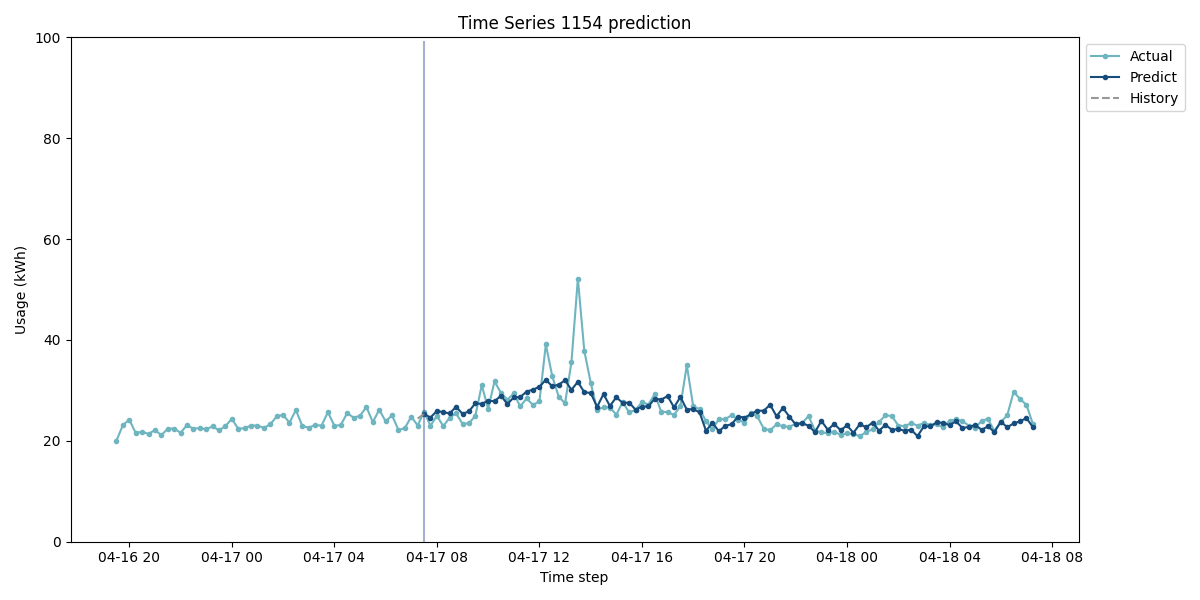 Time Series 1154 prediction
Usage (kWh)
100
80
60
40
20
0
04-16 20
04-17 00
04-17 04
04-17 08
04-17 12
04-17 16
04-17 20
04-18 00
04-18 04
04-18 08
Time step
Actual
Predict
History